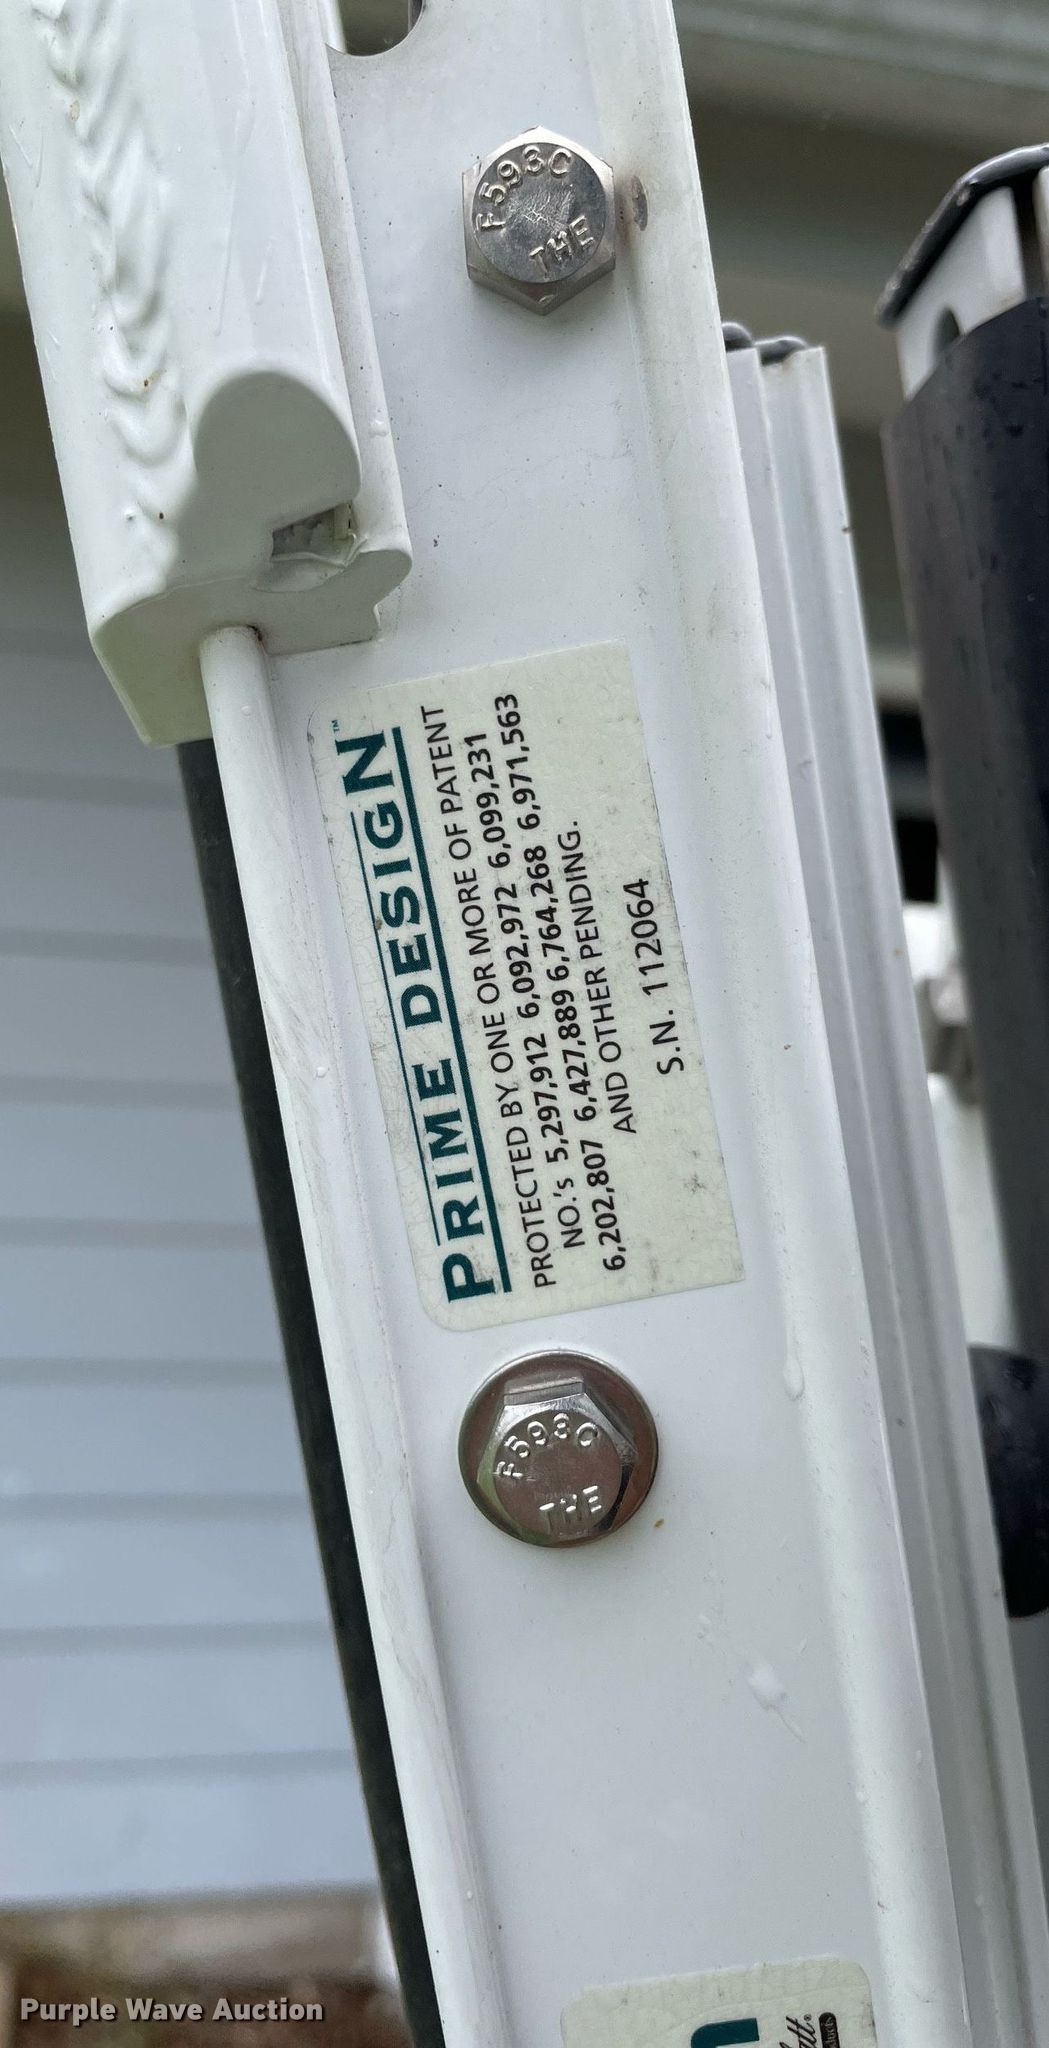 F593C
THE
PRIME DESIGN™
PROTECTED BY ONE OR MORE OF PATENT
NO.'s 5,297,912 6,092,972 6,099,231
6,202,807 6,427,889 6,764,268 6,971,563
AND OTHER PENDING.
S.N. 112064
F593C
THE
Purple Wave Auction